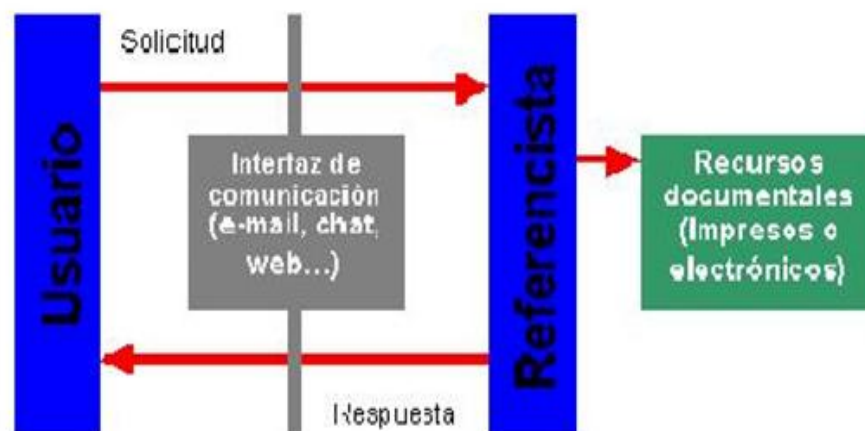 Solicitud
Usuario
Interfaz de
comunicación
(e-mail, chat,
web...)
Referencista
Recursos
documentales
(Impresos o
electrónicos)
Respuesta